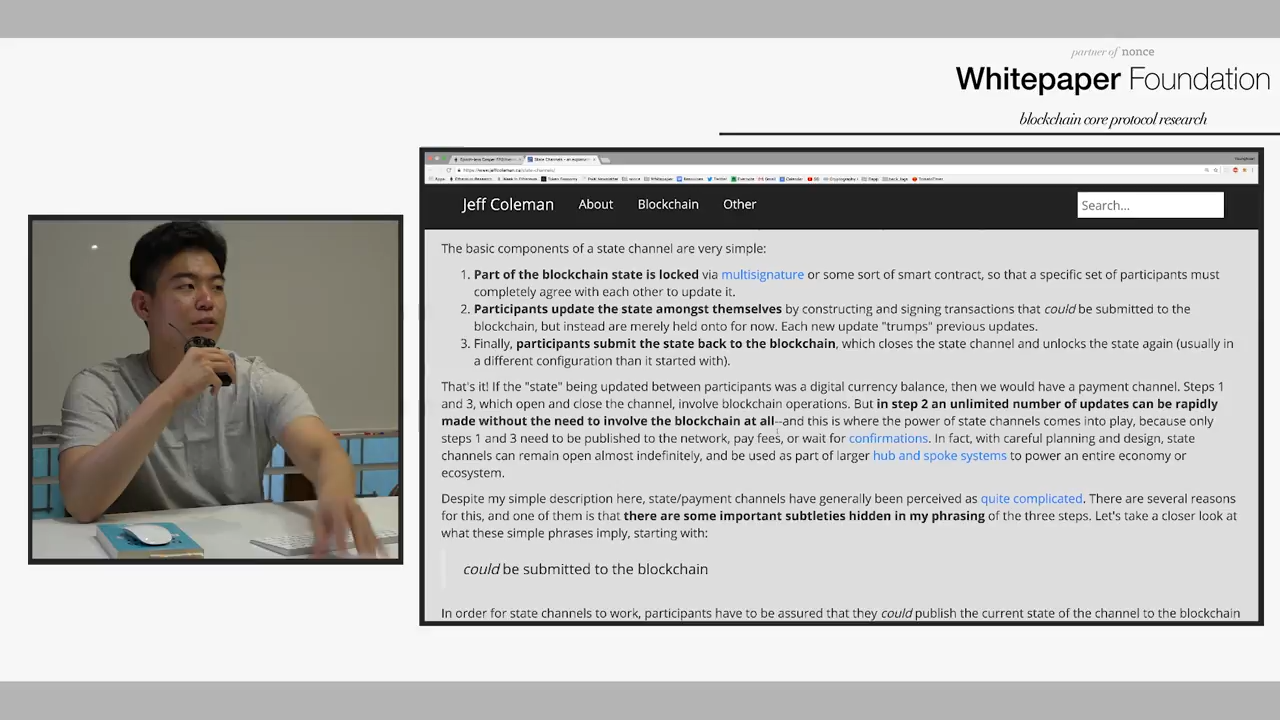 partner of nonce
Whitepaper Foundation
blockchain core protocol research
State Channels - an explanation
https://www.jeffcoleman.ca/state-channels/
Jeff Coleman
About
Blockchain
Other
Search...
The basic components of a state channel are very simple:
1. Part of the blockchain state is locked via multisignature or some sort of smart contract, so that a specific set of participants must
completely agree with each other to update it.
2. Participants update the state amongst themselves by constructing and signing transactions that could be submitted to the
blockchain, but instead are merely held onto for now. Each new update "trumps" previous updates.
3. Finally, participants submit the state back to the blockchain, which closes the state channel and unlocks the state again (usually in
a different configuration than it started with).
That's it! If the "state" being updated between participants was a digital currency balance, then we would have a payment channel. Steps 1
and 3, which open and close the channel, involve blockchain operations. But in step 2 an unlimited number of updates can be rapidly
made without the need to involve the blockchain at all--and this is where the power of state channels comes into play, because only
steps 1 and 3 need to be published to the network, pay fees, or wait for confirmations. In fact, with careful planning and design, state
channels can remain open almost indefinitely, and be used as part of larger hub and spoke systems to power an entire economy or
ecosystem.
Despite my simple description here, state/payment channels have generally been perceived as quite complicated. There are several reasons
for this, and one of them is that there are some important subtleties hidden in my phrasing of the three steps. Let's take a closer look at
what these simple phrases imply, starting with:
could be submitted to the blockchain
In order for state channels to work, participants have to be assured that they could publish the current state of the channel to the blockchain